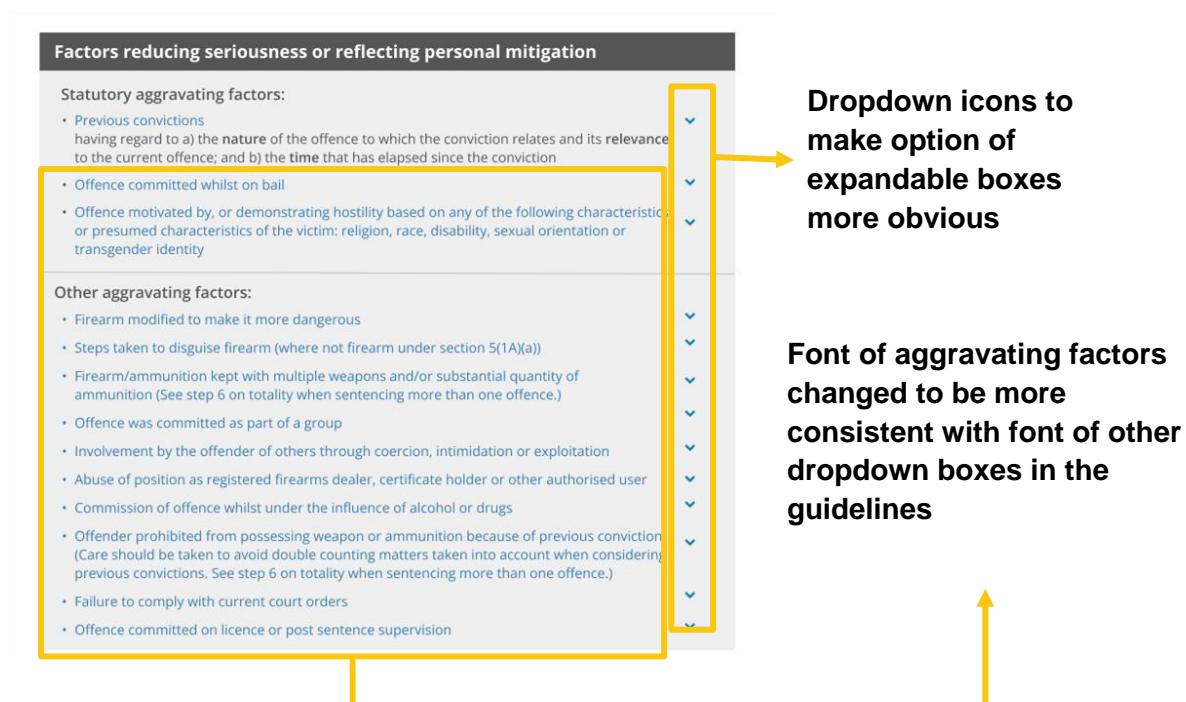 Factors reducing seriousness or reflecting personal mitigation
Statutory aggravating factors:
• Previous convictions
having regard to a) the nature of the offence to which the conviction relates and its relevance
to the current offence; and b) the time that has elapsed since the conviction
• Offence committed whilst on bail
• Offence motivated by, or demonstrating hostility based on any of the following characteristics
or presumed characteristics of the victim: religion, race, disability, sexual orientation or
transgender identity
Other aggravating factors:
• Firearm modified to make it more dangerous
• Steps taken to disguise firearm (where not firearm under section 5(1A)(a))
• Firearm/ammunition kept with multiple weapons and/or substantial quantity of
ammunition (See step 6 on totality when sentencing more than one offence.)
• Offence was committed as part of a group
• Involvement by the offender of others through coercion, intimidation or exploitation
• Abuse of position as registered firearms dealer, certificate holder or other authorised user
• Commission of offence whilst under the influence of alcohol or drugs
• Offender prohibited from possessing weapon or ammunition because of previous conviction
(Care should be taken to avoid double counting matters taken into account when considering
previous convictions. See step 6 on totality when sentencing more than one offence.)
• Failure to comply with current court orders
• Offence committed on licence or post sentence supervision
Dropdown icons to
make option of
expandable boxes
more obvious
Font of aggravating factors
changed to be more
consistent with font of other
dropdown boxes in the
guidelines